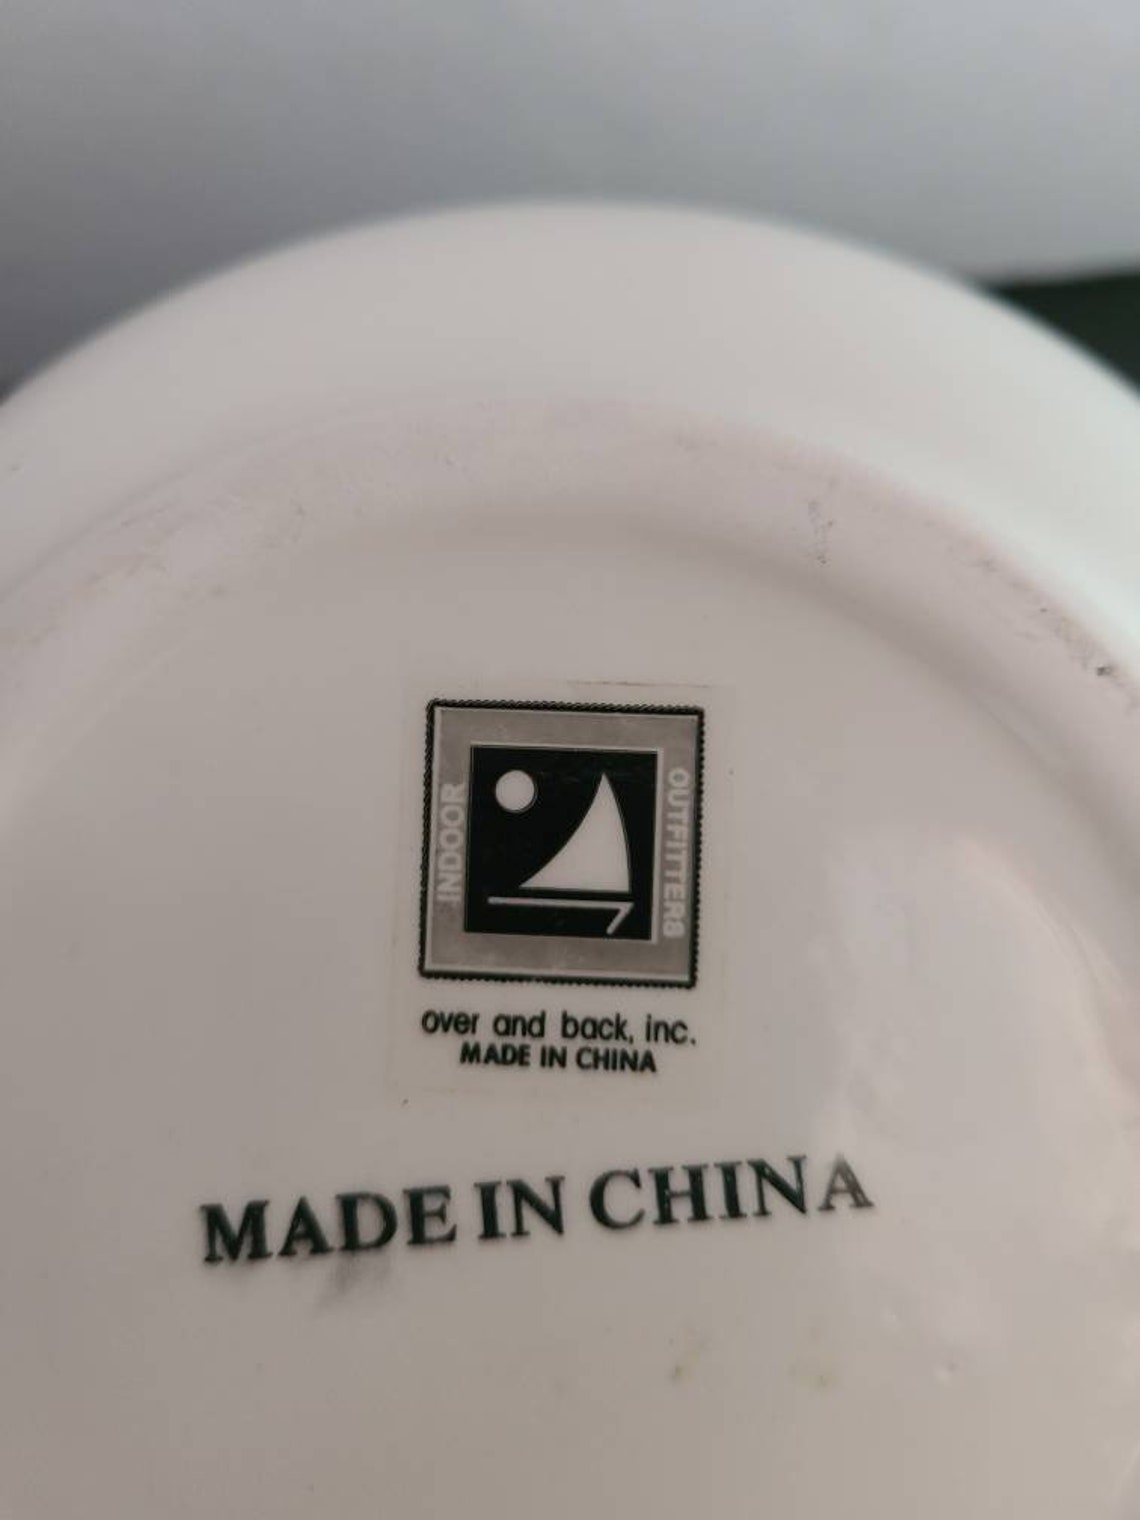 INDOOR
OUTFITTERS
over and back, inc.
MADE IN CHINA
MADE IN CHINA